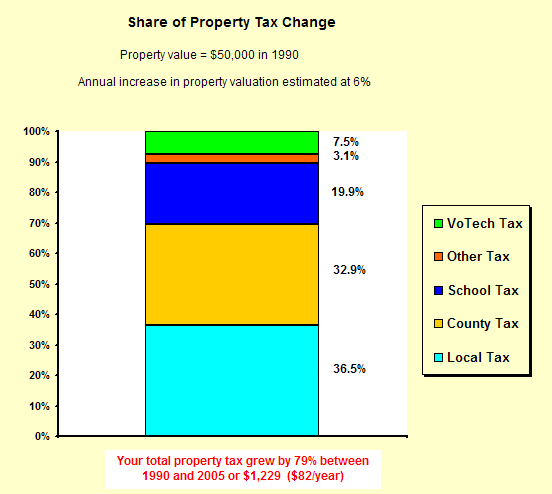 Share of Property Tax Change
Property value = $50,000 in 1990
Annual increase in property valuation estimated at 6%
100%
90%
80%
70%
60%
50%
40%
30%
20%
10%
0%
7.5%
3.1%
19.9%
32.9%
36.5%
VoTech Tax
Other Tax
School Tax
County Tax
Local Tax
Your total property tax grew by 79% between
1990 and 2005 or $1,229 ($82/year)